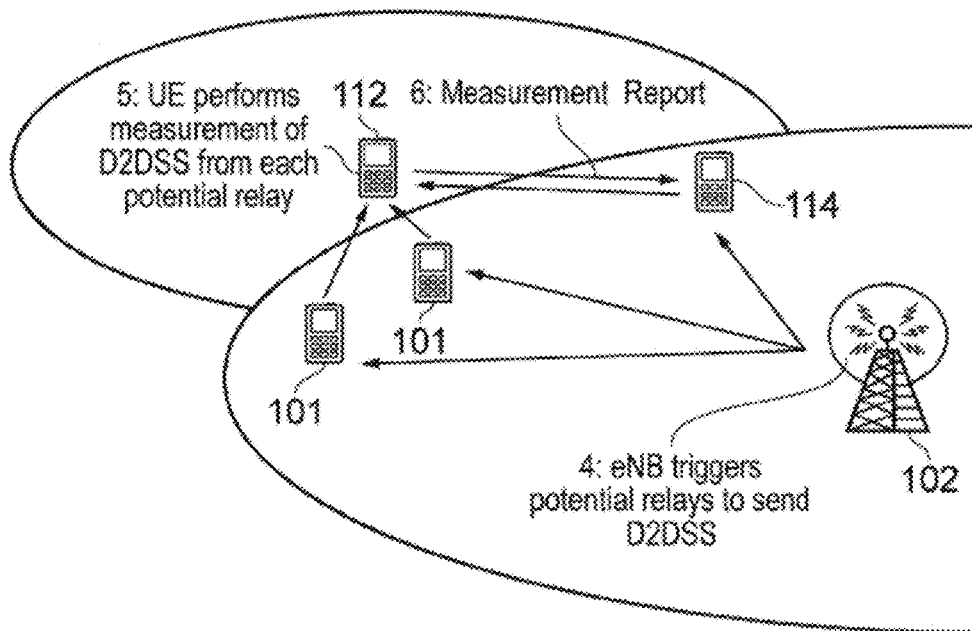 5: UE performs
measurement of
D2DSS from each
potential relay
112
6: Measurement Report
114
101
101
102
4: eNB triggers
potential relays to send
D2DSS